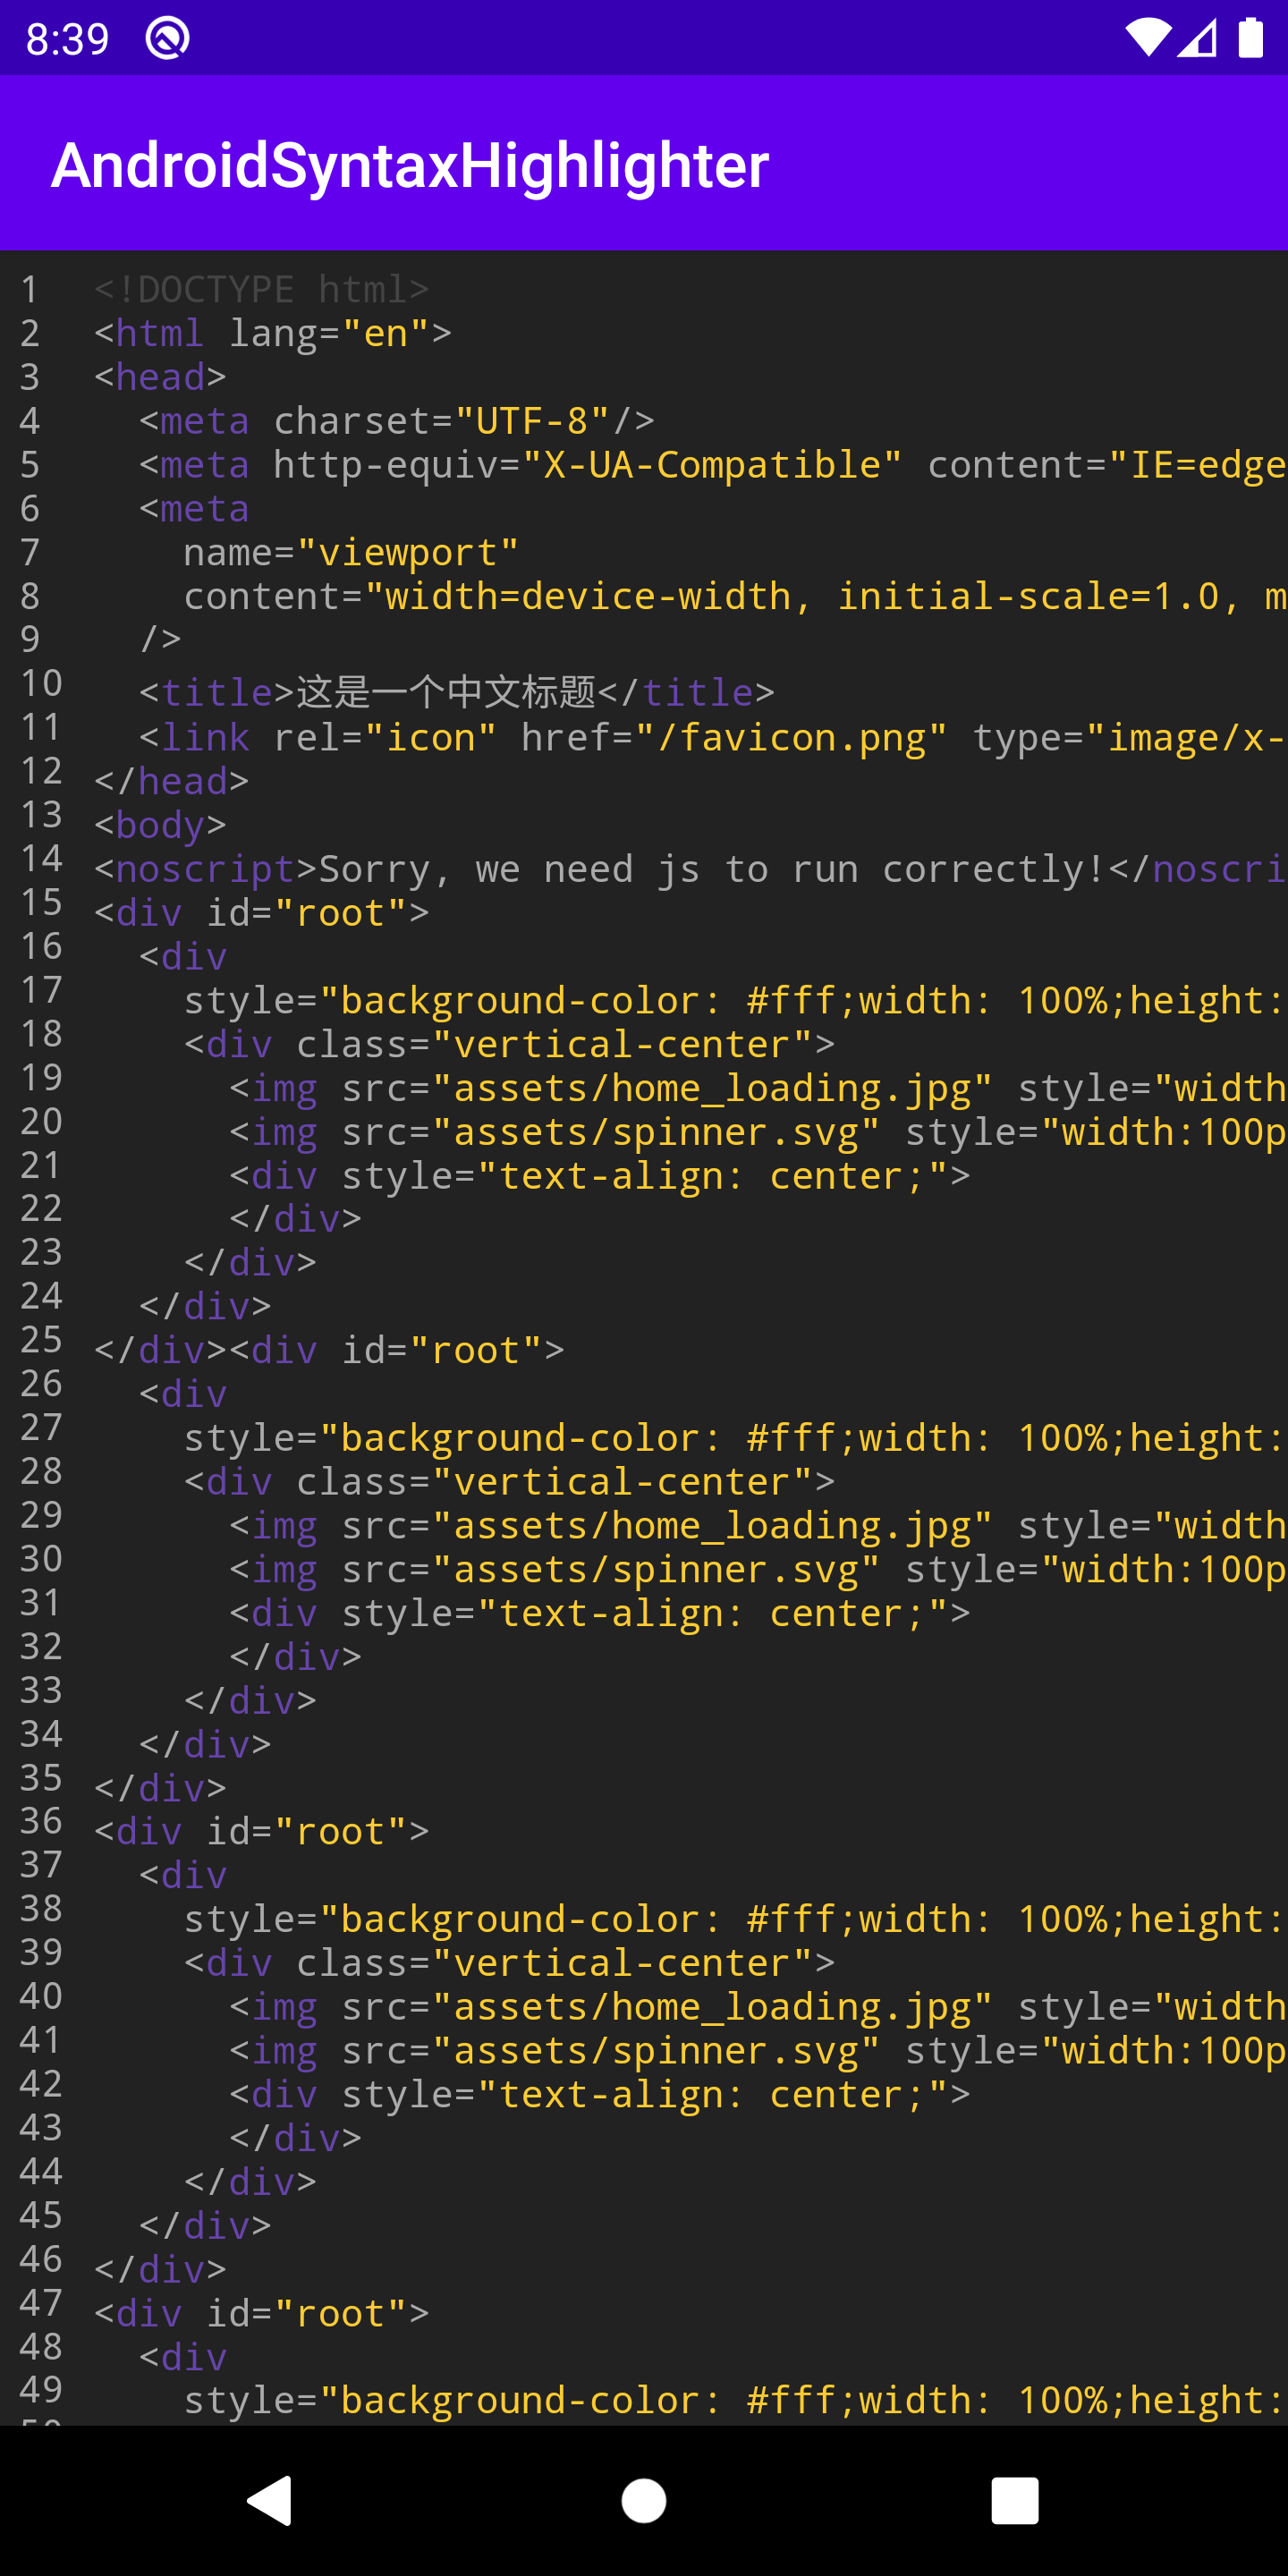 8:39
AndroidSyntaxHighlighter
1 <!DOCTYPE html>
2 <html lang="en">
3 <head>
4   <meta charset="UTF-8"/>
5   <meta http-equiv="X-UA-Compatible" content="IE=edge
6   <meta
7     name="viewport"
8     content="width=device-width, initial-scale=1.0, m
9   />
10   <title>这是一个中文标题</title>
11   <link rel="icon" href="/favicon.png" type="image/x-
12 </head>
13 <body>
14 <noscript>Sorry, we need js to run correctly!</noscri
15 <div id="root">
16   <div
17     style="background-color: #fff;width: 100%;height:
18     <div class="vertical-center">
19       <img src="assets/home_loading.jpg" style="width
20       <img src="assets/spinner.svg" style="width:100p
21       <div style="text-align: center;">
22       </div>
23     </div>
24   </div>
25 </div><div id="root">
26   <div
27     style="background-color: #fff;width: 100%;height:
28     <div class="vertical-center">
29       <img src="assets/home_loading.jpg" style="width
30       <img src="assets/spinner.svg" style="width:100p
31       <div style="text-align: center;">
32       </div>
33     </div>
34   </div>
35 </div>
36 <div id="root">
37   <div
38     style="background-color: #fff;width: 100%;height:
39     <div class="vertical-center">
40       <img src="assets/home_loading.jpg" style="width
41       <img src="assets/spinner.svg" style="width:100p
42       <div style="text-align: center;">
43       </div>
44     </div>
45   </div>
46 </div>
47 <div id="root">
48   <div
49     style="background-color: #fff;width: 100%;height: